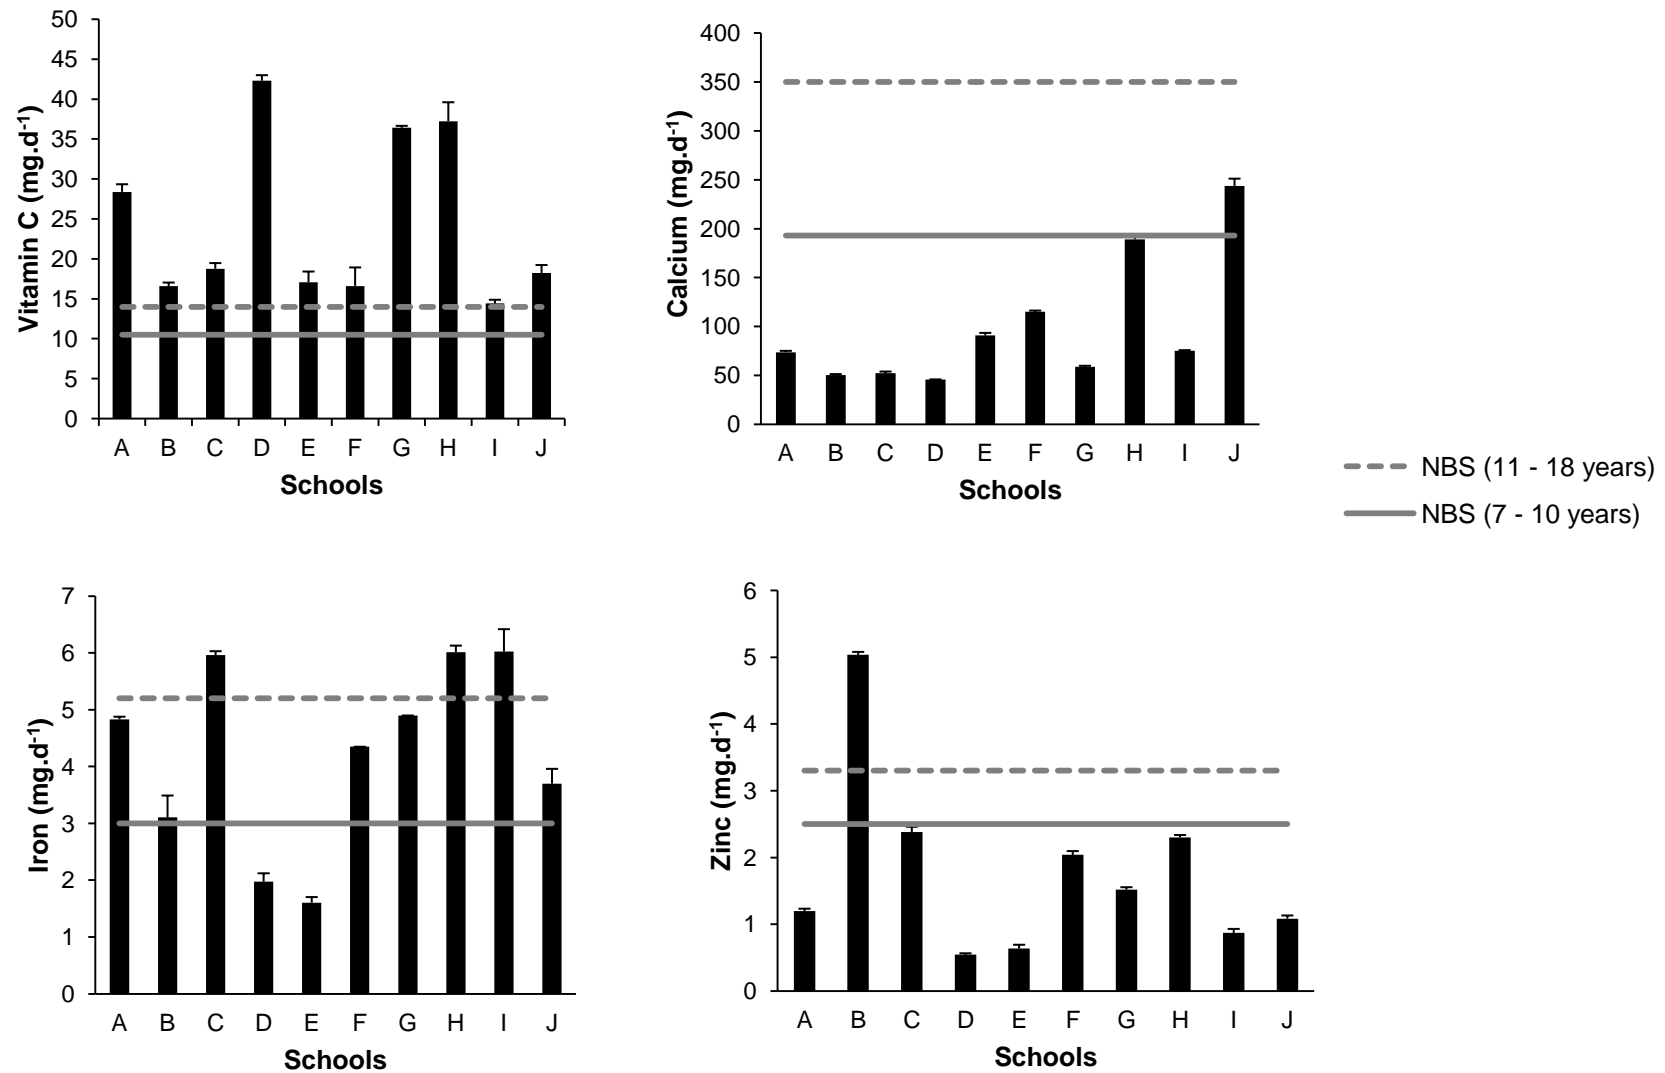 50
45
40
35
30
25
20
15
10
5
0
Vitamin C (mg.d-1)
A B C D E F G H I J
Schools
400
350
300
250
200
150
100
50
0
Calcium (mg.d-1)
A B C D E F G H I J
Schools
NBS (11 - 18 years)
NBS (7 - 10 years)
7
6
5
4
3
2
1
0
Iron (mg.d-1)
A B C D E F G H I J
Schools
6
5
4
3
2
1
0
Zinc (mg.d-1)
A B C D E F G H I J
Schools